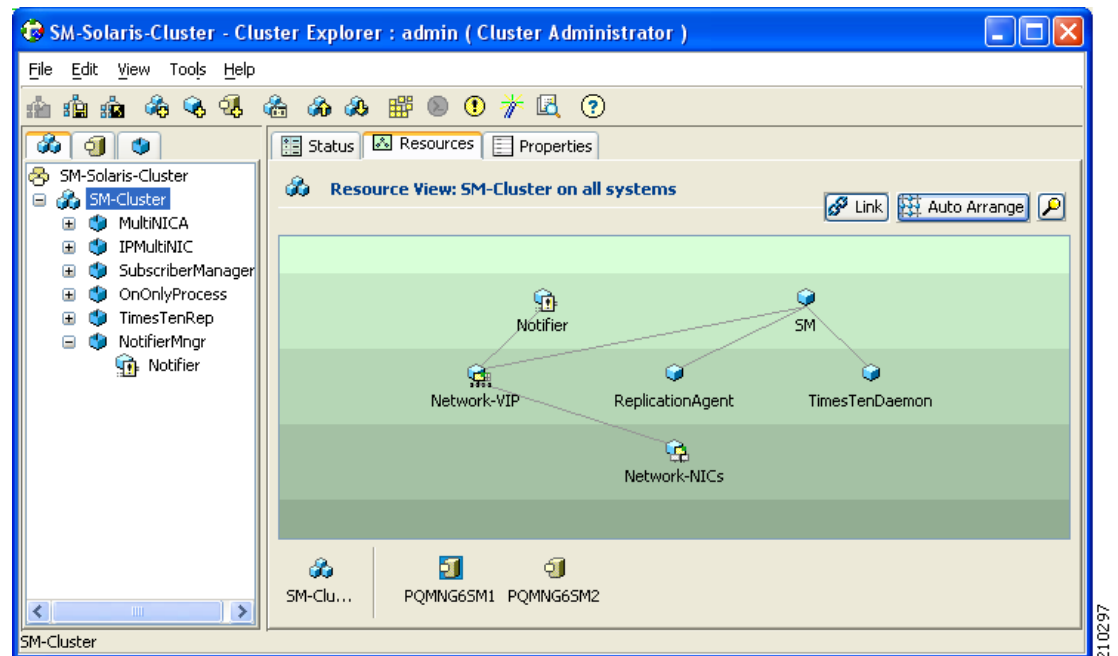 SM-Solaris-Cluster - Cluster Explorer : admin ( Cluster Administrator )
File Edit View Tools Help
Status Resources Properties
SM-Solaris-Cluster
SM-Cluster
MultiNICA
IPMultiNIC
SubscriberManager
OnOnlyProcess
TimesTenRep
NotifierMngr
Notifier
Resource View: SM-Cluster on all systems
Link Auto Arrange
Notifier SM
Network-VIP ReplicationAgent TimesTenDaemon
Network-NICs
SM-Clu... PQMNG6SM1 PQMNG6SM2
SM-Cluster
210297